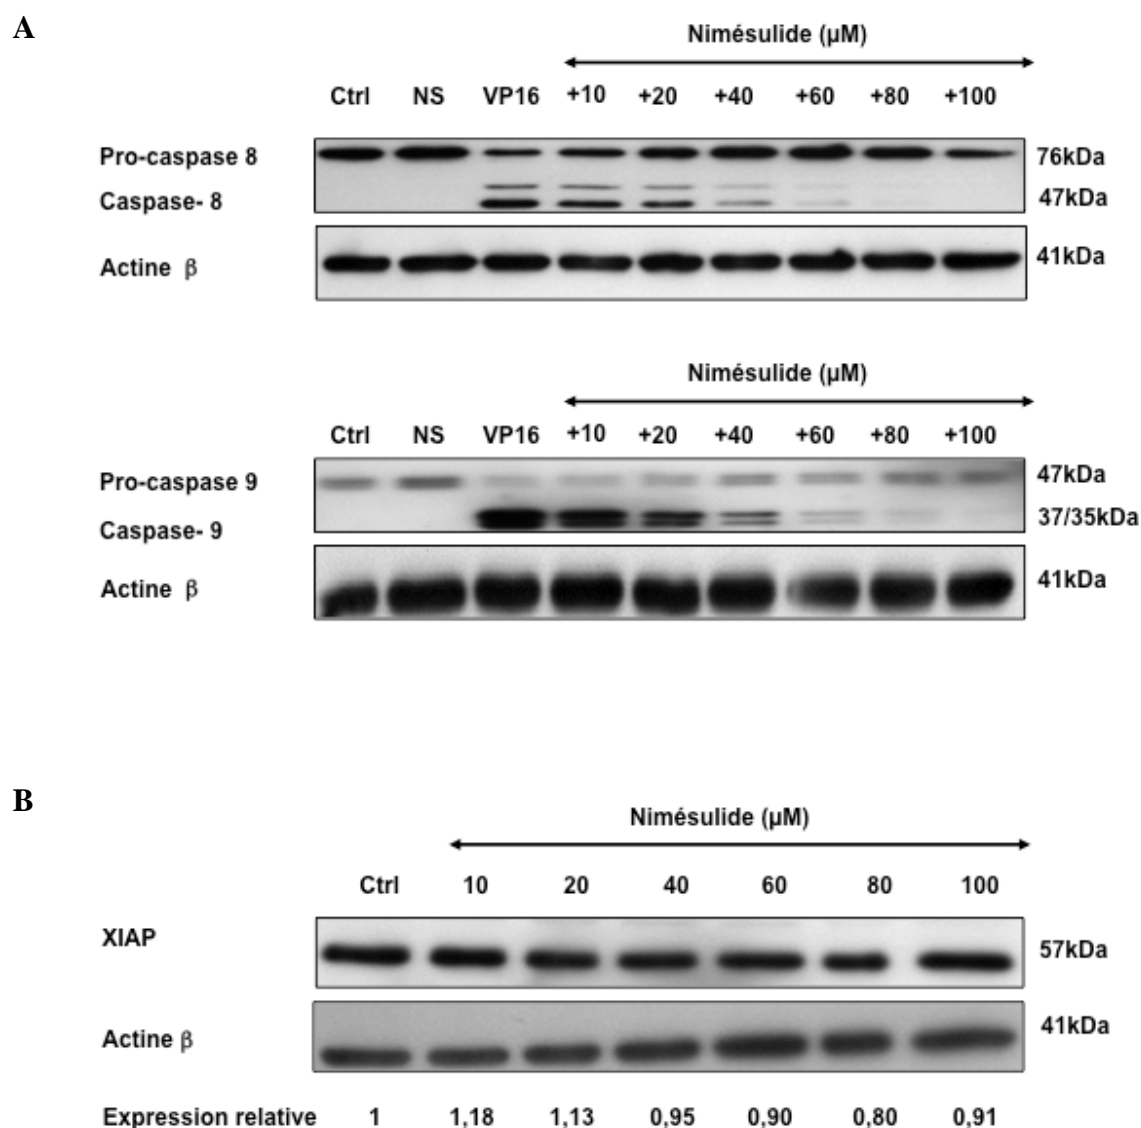 A
Nimésulide (µM)
Ctrl NS VP16 +10 +20 +40 +60 +80 +100
Pro-caspase 8 76kDa
Caspase- 8 47kDa
Actine β 41kDa
Nimésulide (µM)
Ctrl NS VP16 +10 +20 +40 +60 +80 +100
Pro-caspase 9 47kDa
Caspase- 9 37/35kDa
Actine β 41kDa
B
Nimésulide (µM)
Ctrl 10 20 40 60 80 100
XIAP 57kDa
Actine β 41kDa
Expression relative 1 1,18 1,13 0,95 0,90 0,80 0,91